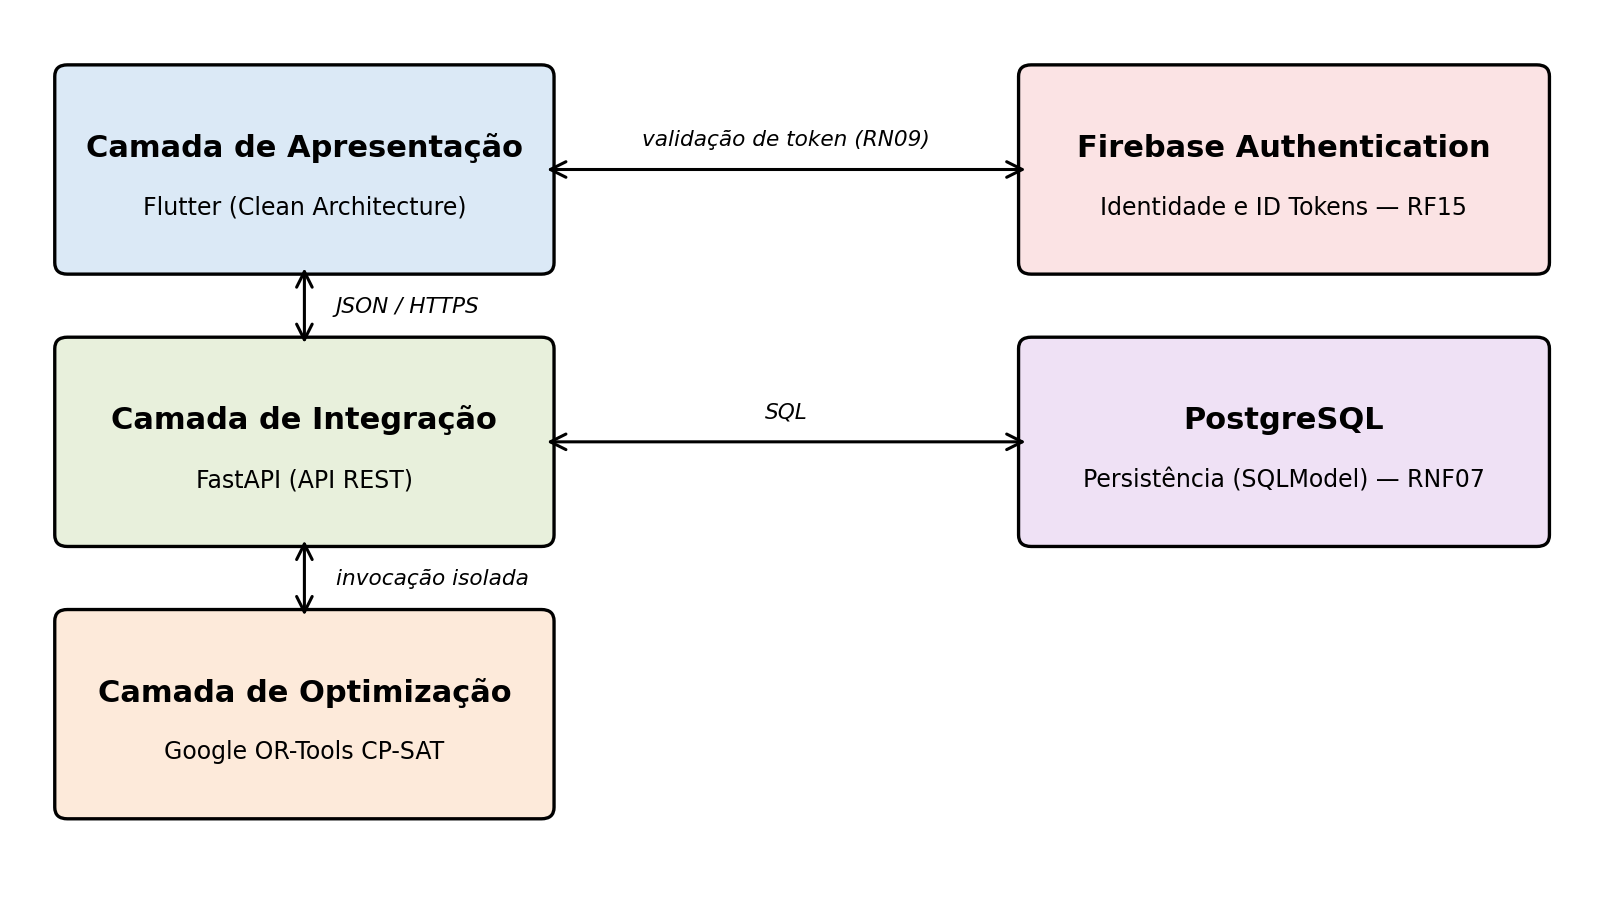 Camada de Apresentação
Flutter (Clean Architecture)
validação de token (RN09)
Firebase Authentication
Identidade e ID Tokens — RF15
JSON / HTTPS
Camada de Integração
FastAPI (API REST)
SQL
PostgreSQL
Persistência (SQLModel) — RNF07
invocação isolada
Camada de Optimização
Google OR-Tools CP-SAT